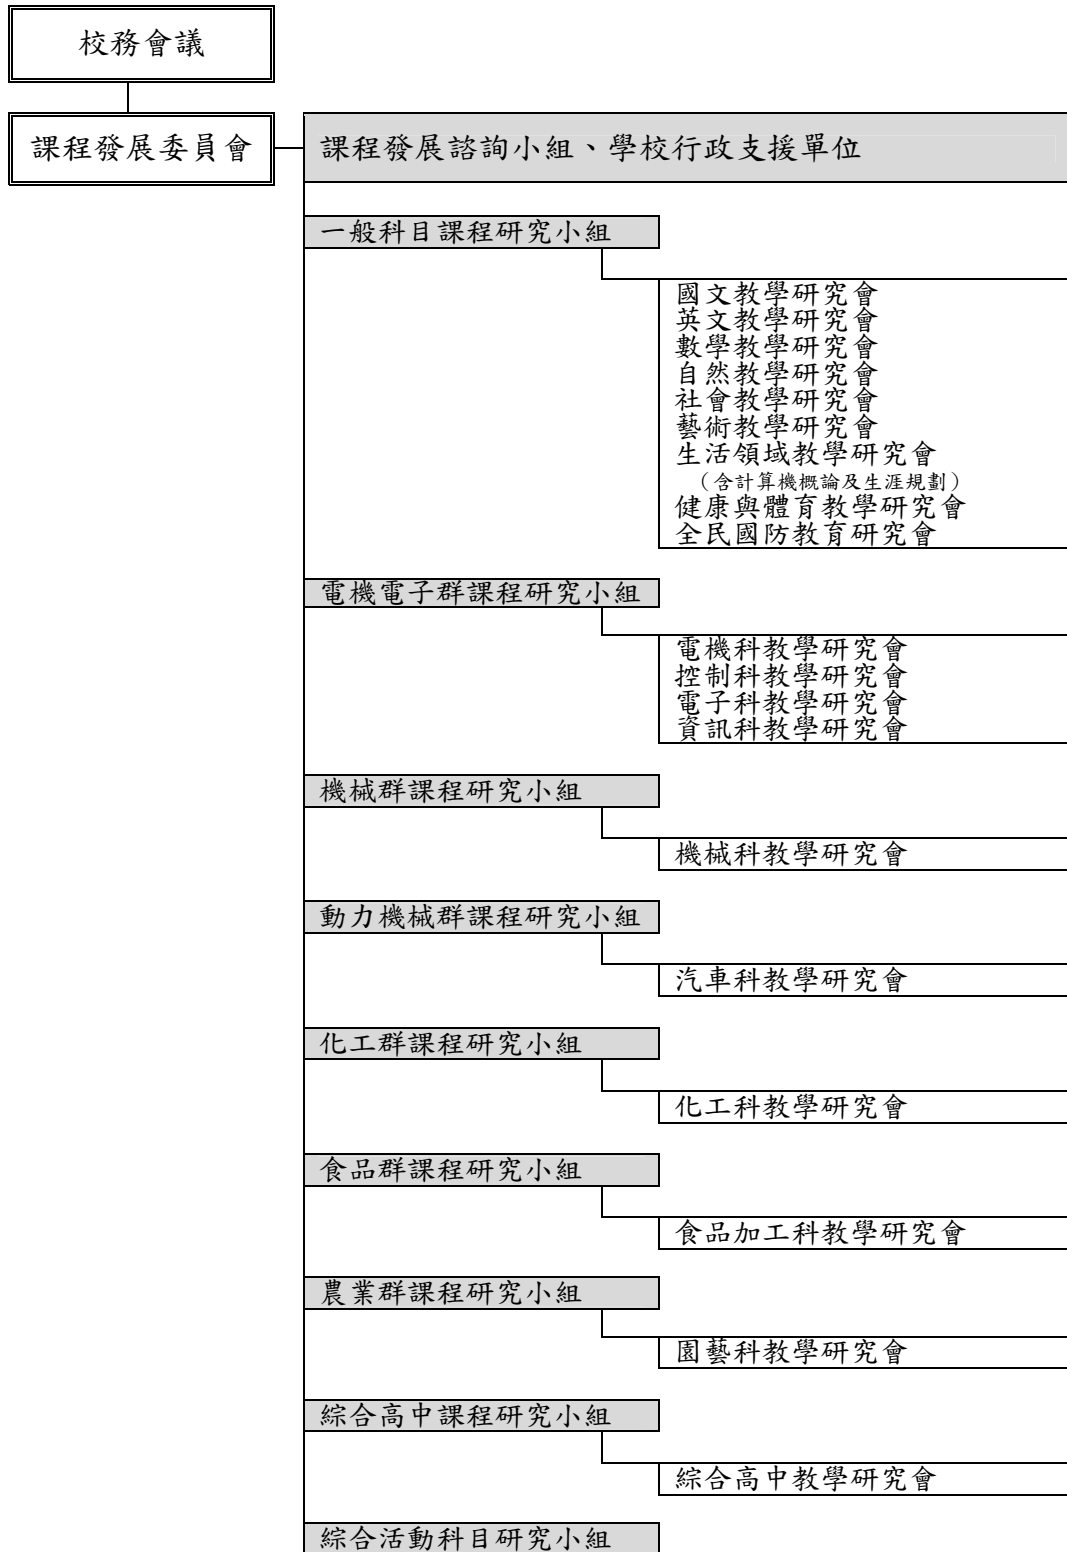 校務會議
課程發展委員會
課程發展諮詢小組、學校行政支援單位
一般科目課程研究小組
國文教學研究會
英文教學研究會
數學教學研究會
自然教學研究會
社會教學研究會
藝術教學研究會
生活領域教學研究會
（含計算機概論及生涯規劃）
健康與體育教學研究會
全民國防教育研究會
電機電子群課程研究小組
電機科教學研究會
控制科教學研究會
電子科教學研究會
資訊科教學研究會
機械群課程研究小組
機械科教學研究會
動力機械群課程研究小組
汽車科教學研究會
化工群課程研究小組
化工科教學研究會
食品群課程研究小組
食品加工科教學研究會
農業群課程研究小組
園藝科教學研究會
綜合高中課程研究小組
綜合高中教學研究會
綜合活動科目研究小組